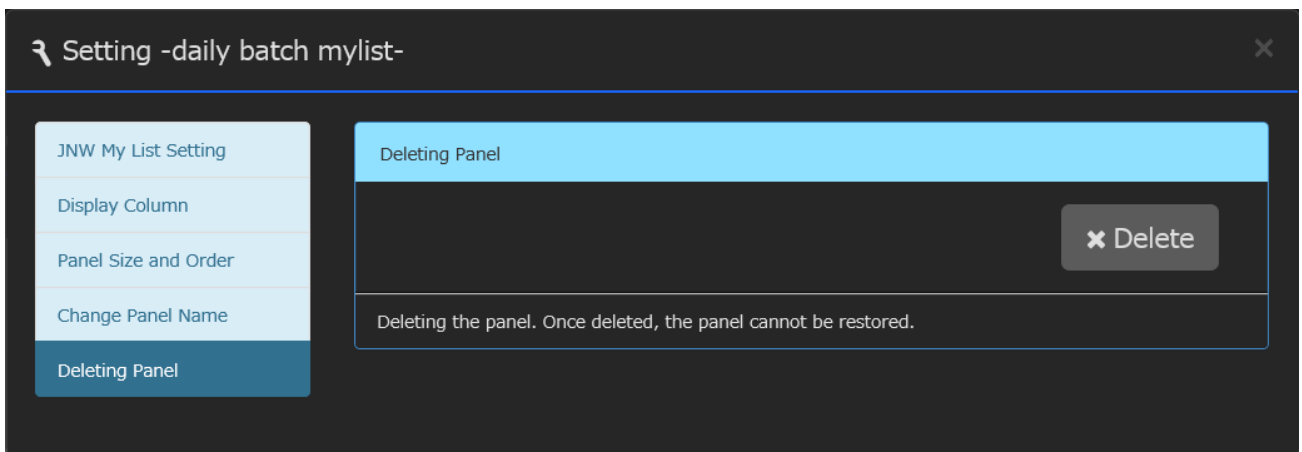 Setting -daily batch mylist-
JNW My List Setting
Display Column
Panel Size and Order
Change Panel Name
Deleting Panel
Deleting Panel
Delete
Deleting the panel. Once deleted, the panel cannot be restored.